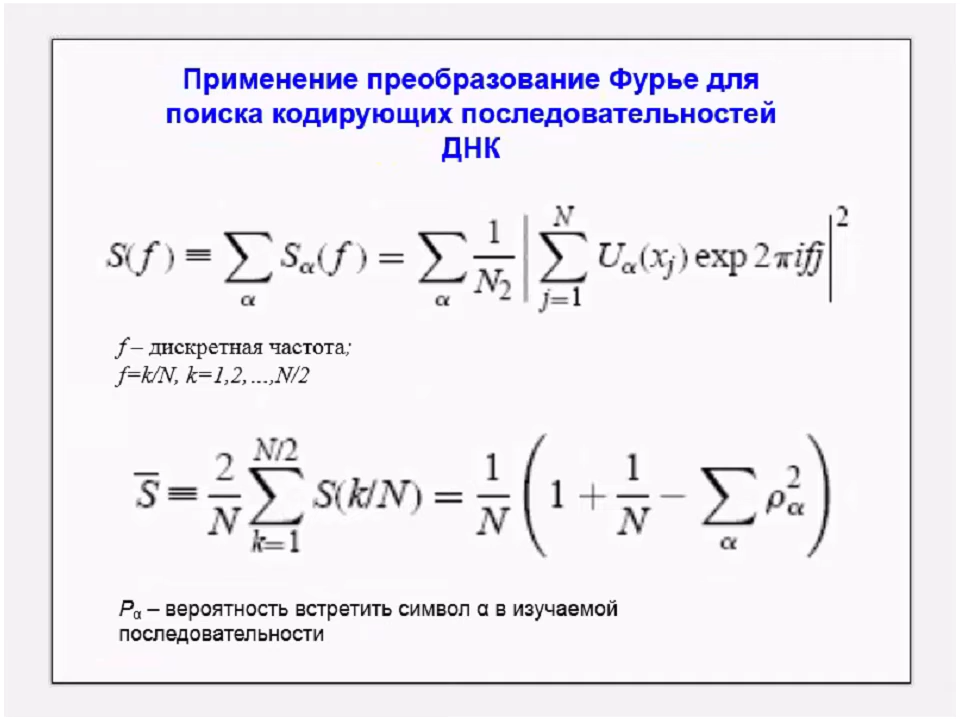 Применение преобразование Фурье для
поиска кодирующих последовательностей
ДНК
S(f) ≡ ∑_α S_α(f) = ∑_α 1/N_2 |∑_{j=1}^{N} U_α(x_j) exp 2πifj|^2
f – дискретная частота;
f=k/N, k=1,2,…,N/2
S̅ ≡ 2/N ∑_{k=1}^{N/2} S(k/N) = 1/N (1 + 1/N − ∑_α ρ_α^2)
P_α – вероятность встретить символ α в изучаемой
последовательности